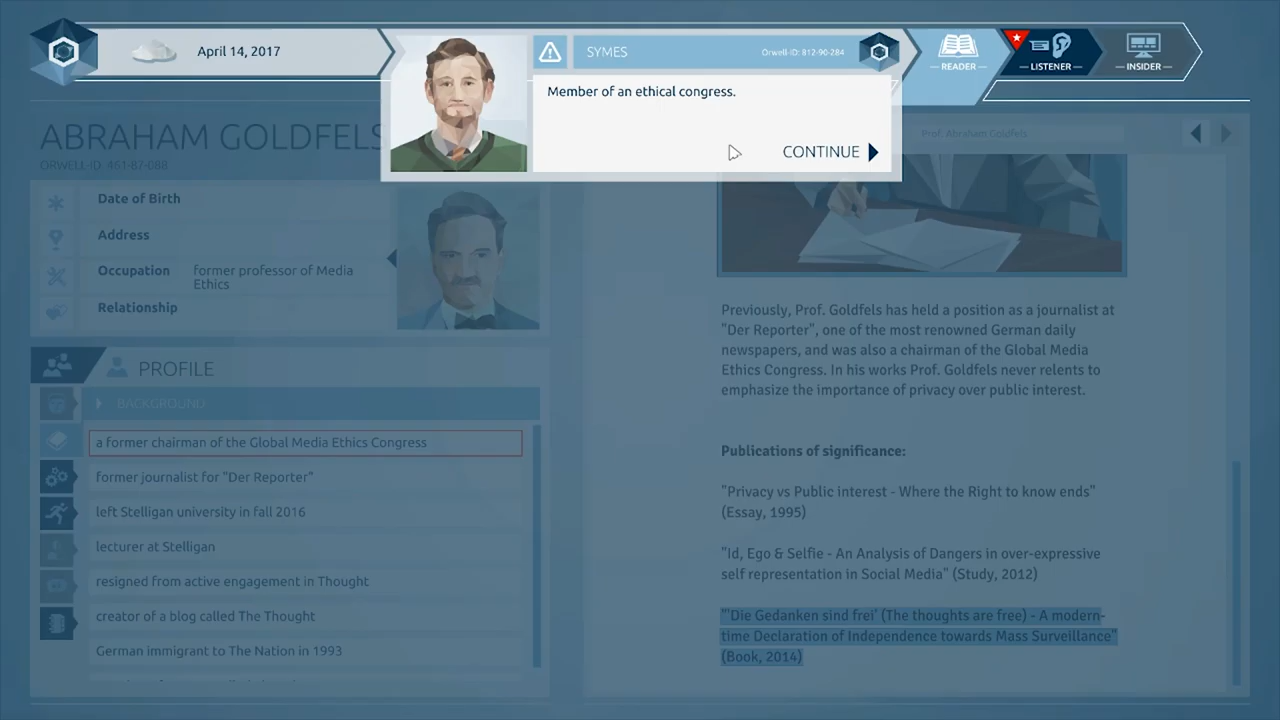 April 14, 2017
SYMES
Orwell-ID: 812-90-284
Member of an ethical congress.
CONTINUE
READER
LISTENER
INSIDER
ABRAHAM GOLDFELS
ORWELL-ID: 461-87-088
Date of Birth
Address
Occupation former professor of Media
Ethics
Relationship
PROFILE
BACKGROUND
a former chairman of the Global Media Ethics Congress
former journalist for "Der Reporter"
left Stelligan university in fall 2016
lecturer at Stelligan
resigned from active engagement in Thought
creator of a blog called The Thought
German immigrant to The Nation in 1993
Prof. Abraham Goldfels
Previously, Prof. Goldfels has held a position as a journalist at
"Der Reporter", one of the most renowned German daily
newspapers, and was also a chairman of the Global Media
Ethics Congress. In his works Prof. Goldfels never relents to
emphasize the importance of privacy over public interest.
Publications of significance:
"Privacy vs Public interest - Where the Right to know ends"
(Essay, 1995)
"Id, Ego & Selfie - An Analysis of Dangers in over-expressive
self representation in Social Media" (Study, 2012)
"'Die Gedanken sind frei' (The thoughts are free) - A modern-
time Declaration of Independence towards Mass Surveillance"
(Book, 2014)